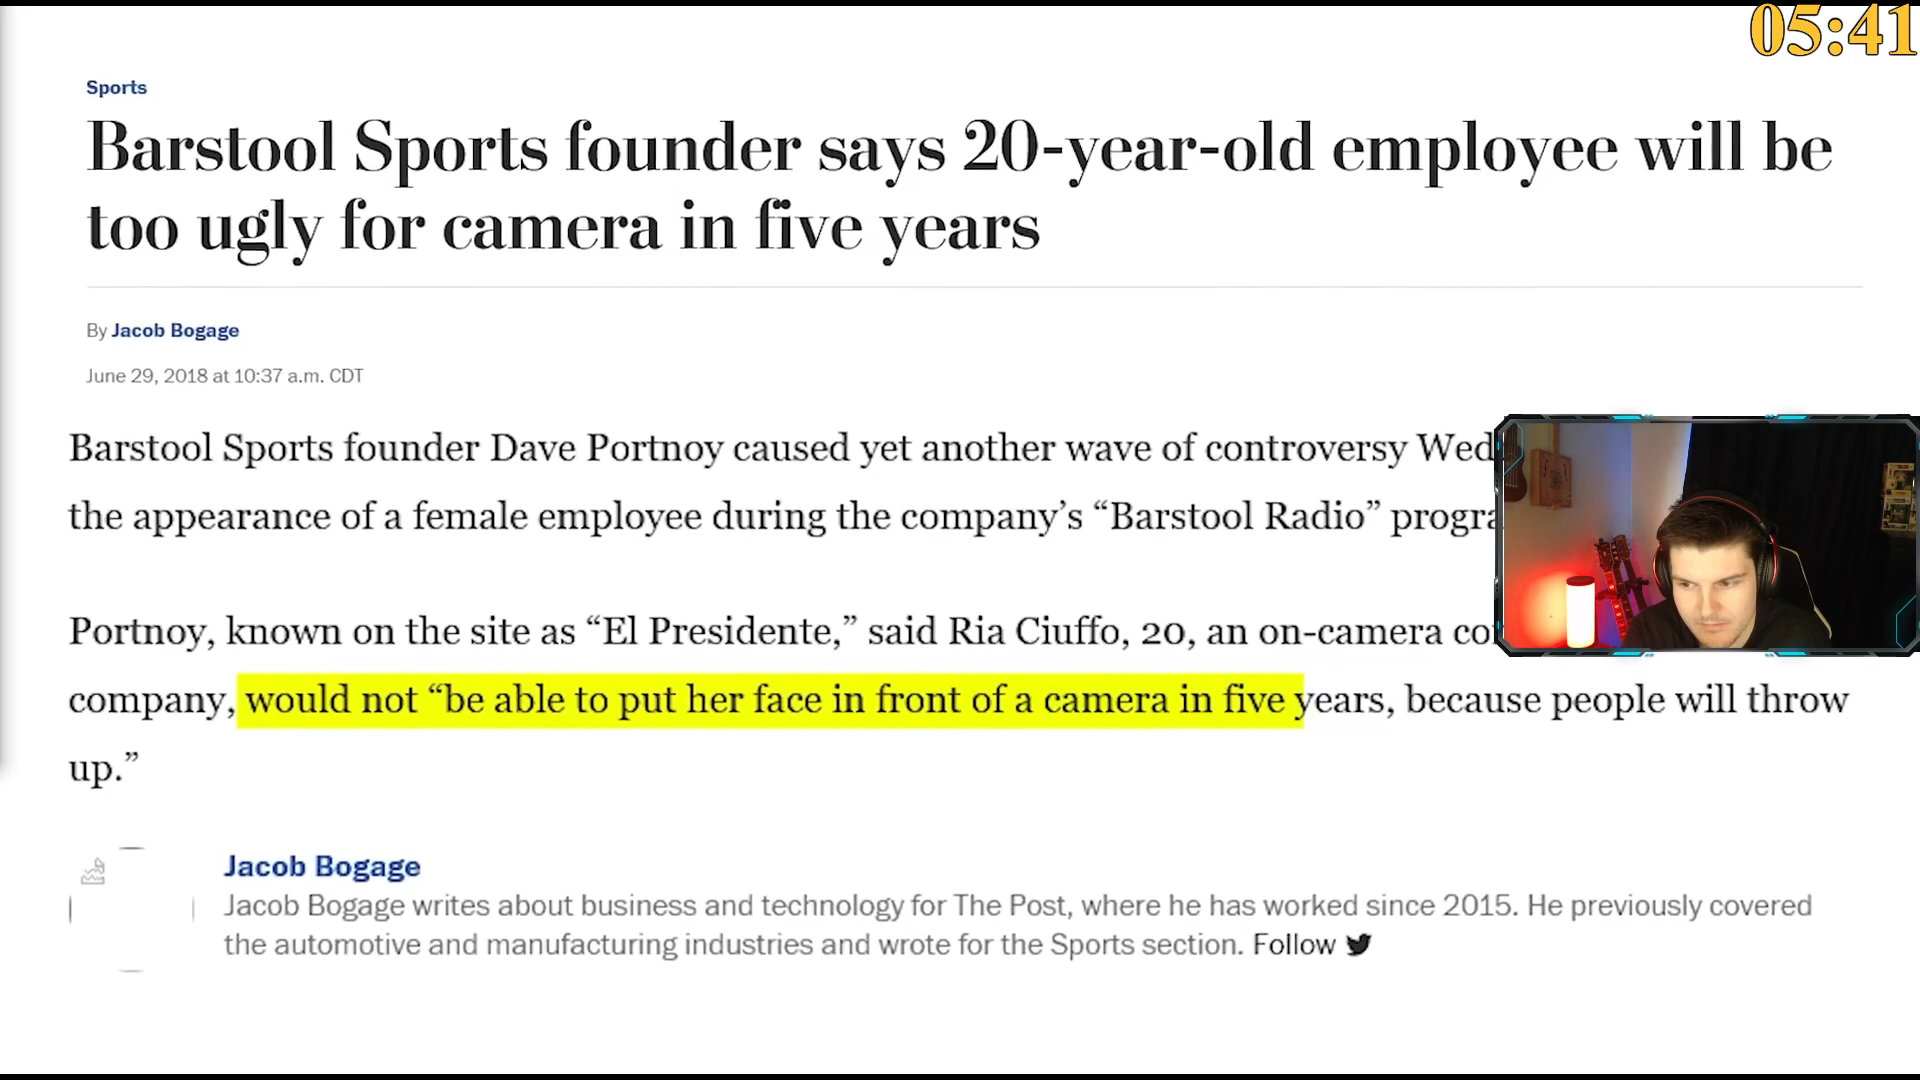 05:41
Sports
Barstool Sports founder says 20-year-old employee will be
too ugly for camera in five years
By Jacob Bogage
June 29, 2018 at 10:37 a.m. CDT
Barstool Sports founder Dave Portnoy caused yet another wave of controversy
the appearance of a female employee during the company’s “Barstool Radio”
Portnoy, known on the site as “El Presidente,” said Ria Ciuffo, 20, an on-camera
company, would not “be able to put her face in front of a camera in five years, because people will throw
up.”
Jacob Bogage
Jacob Bogage writes about business and technology for The Post, where he has worked since 2015. He previously covered
the automotive and manufacturing industries and wrote for the Sports section. Follow